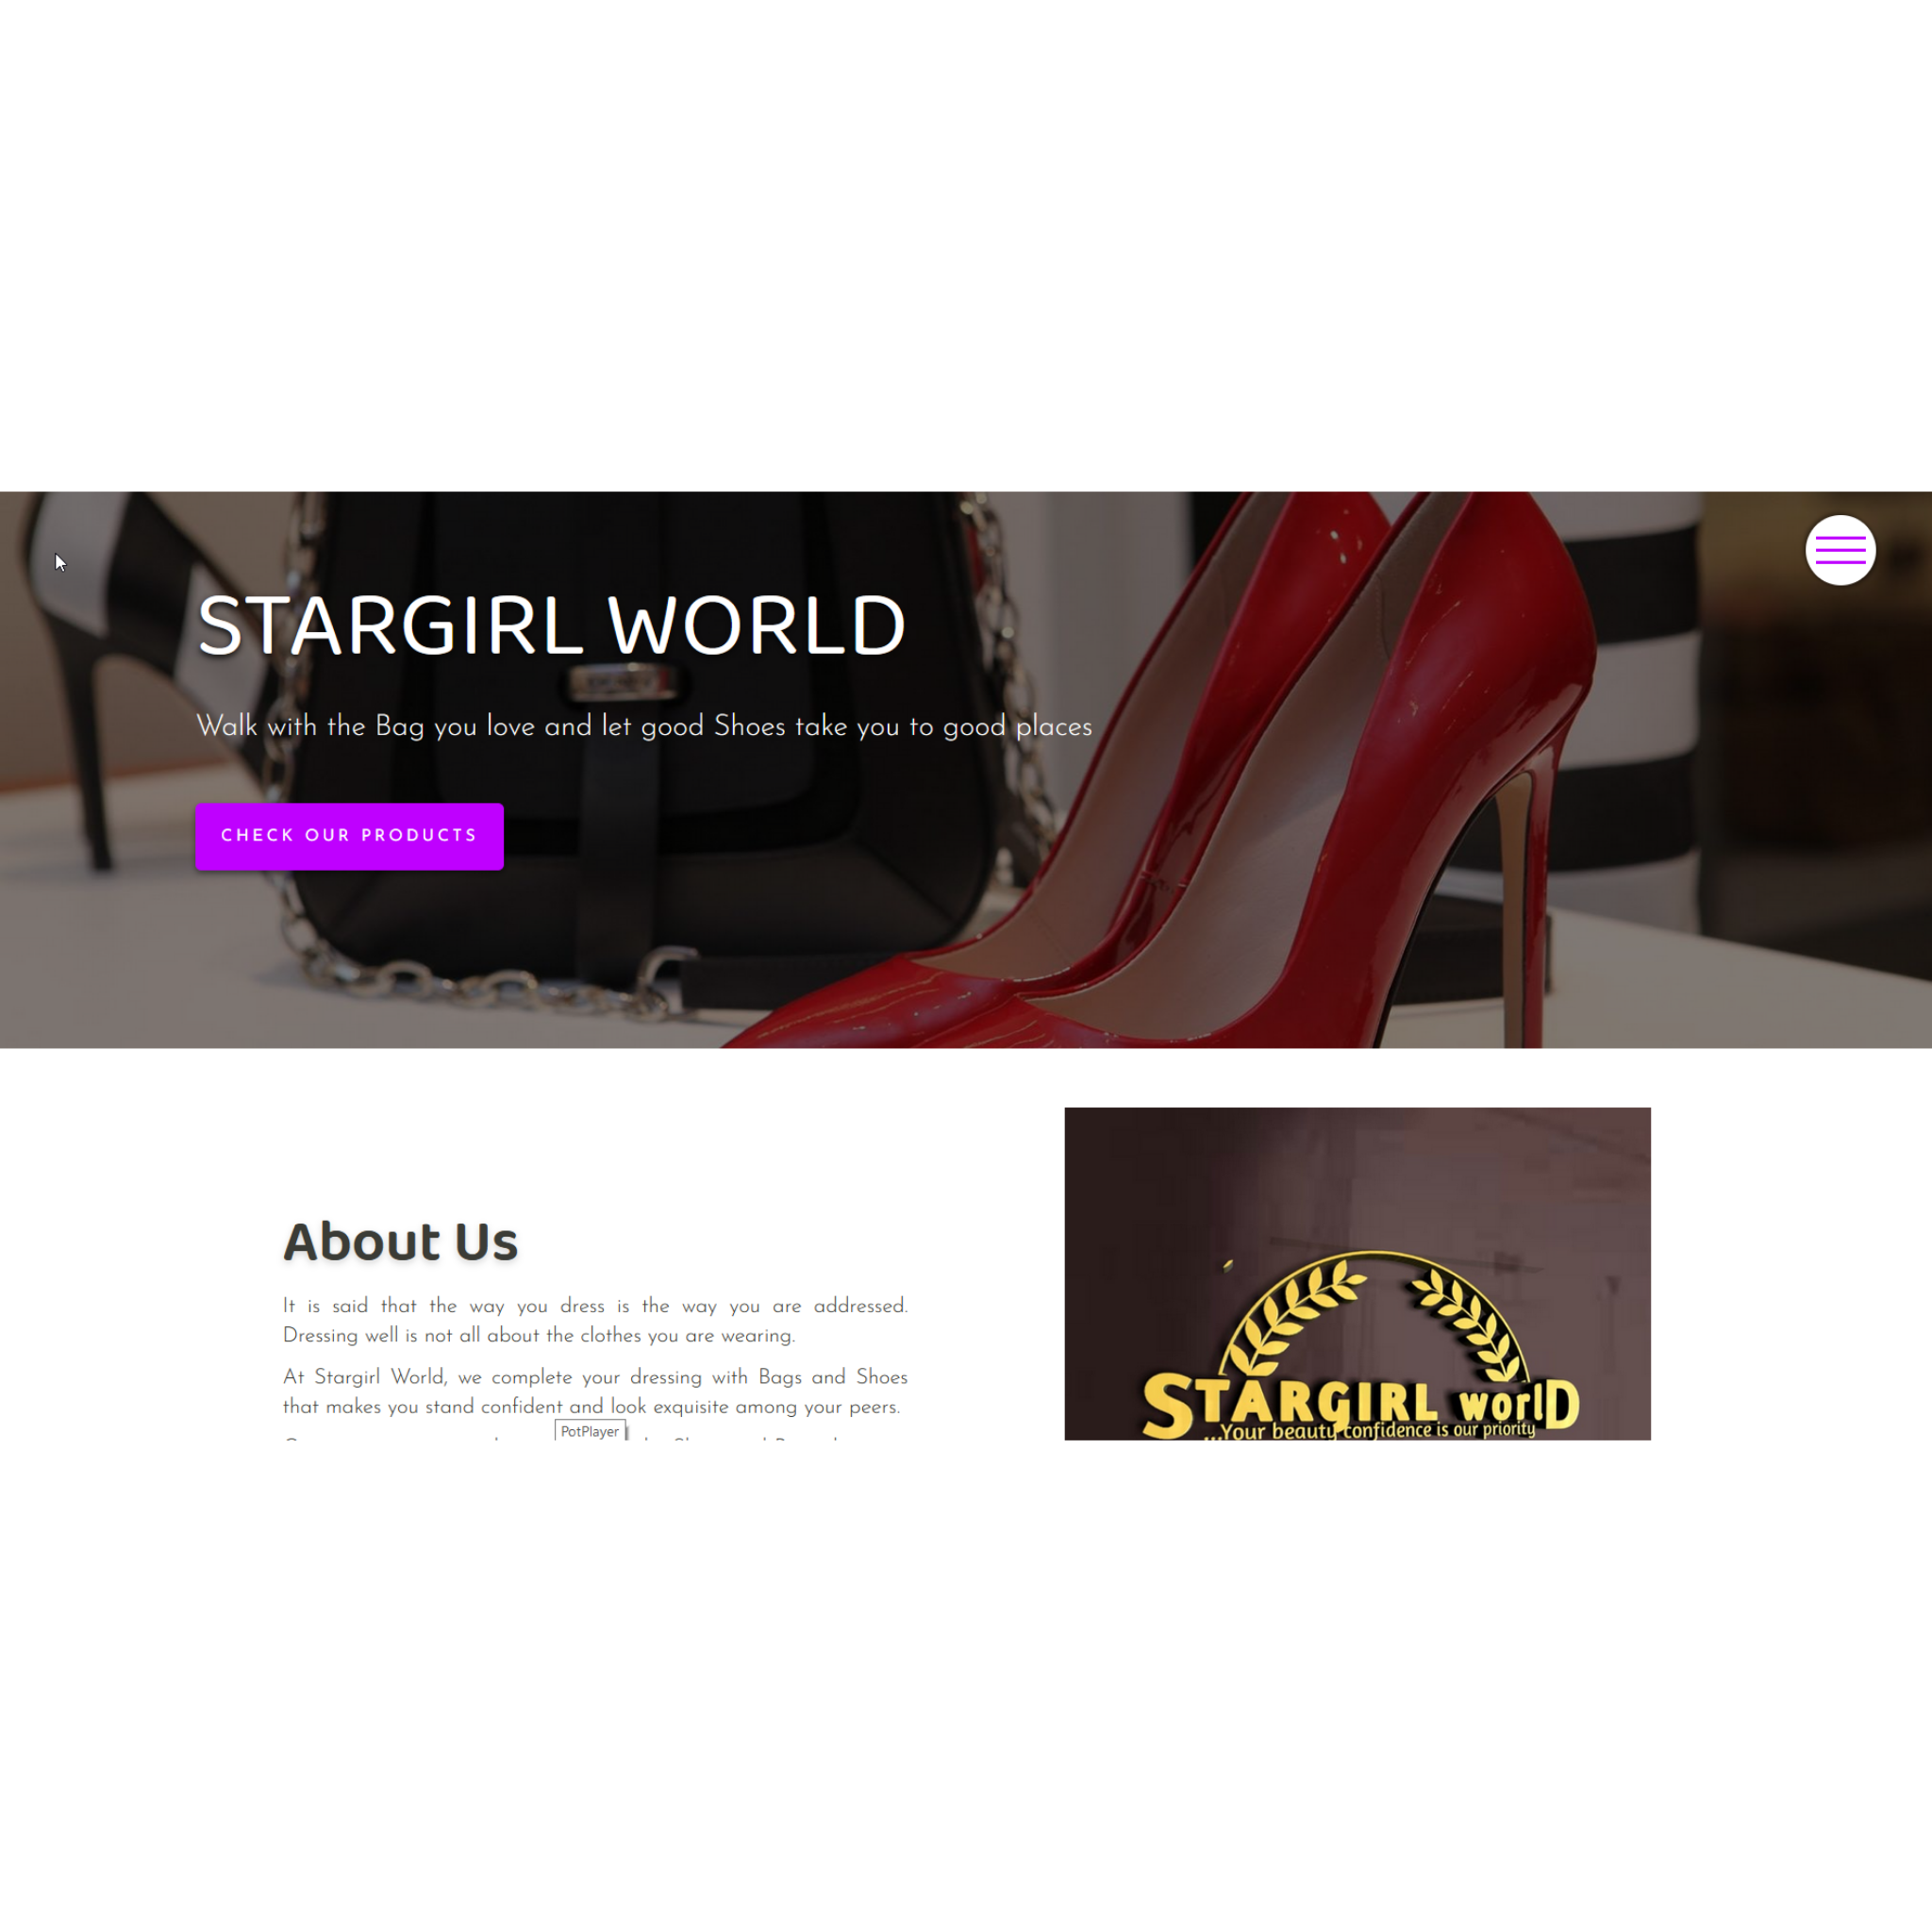 STARGIRL WORLD
Walk with the Bag you love and let good Shoes take you to good places
CHECK OUR PRODUCTS
About Us
It is said that the way you dress is the way you are addressed.
Dressing well is not all about the clothes you are wearing.
At Stargirl World, we complete your dressing with Bags and Shoes
that makes you stand confident and look exquisite among your peers.
PotPlayer
STARGIRL worlD
...Your beauty confidence is our priority